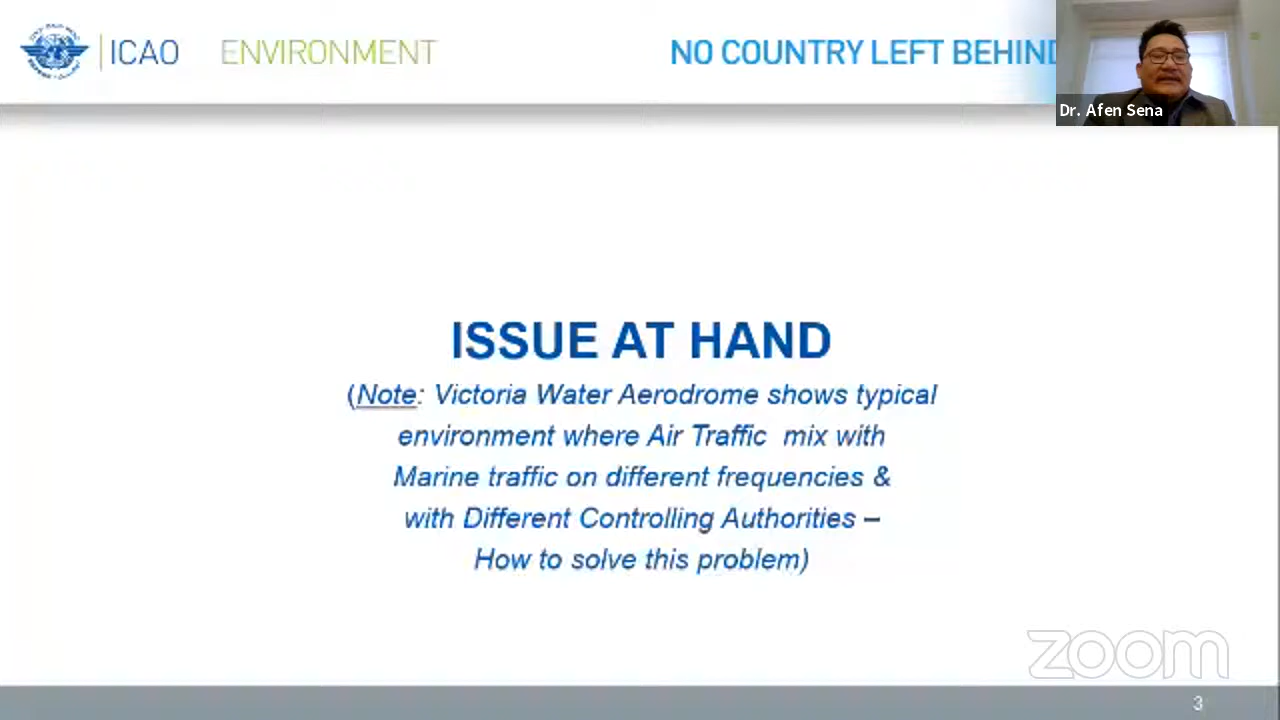 ICAO ENVIRONMENT NO COUNTRY LEFT BEHIND
Dr. Afen Sena
ISSUE AT HAND
(Note: Victoria Water Aerodrome shows typical
environment where Air Traffic mix with
Marine traffic on different frequencies &
with Different Controlling Authorities –
How to solve this problem)
zoom
3